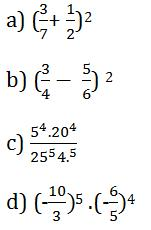 a) (3/7 + 1/2)²
b) (3/4 − 5/6) ²
c) 5⁴.20⁴ / 25⁵4.⁵
d) (-10/3)⁵ .(-6/5)⁴